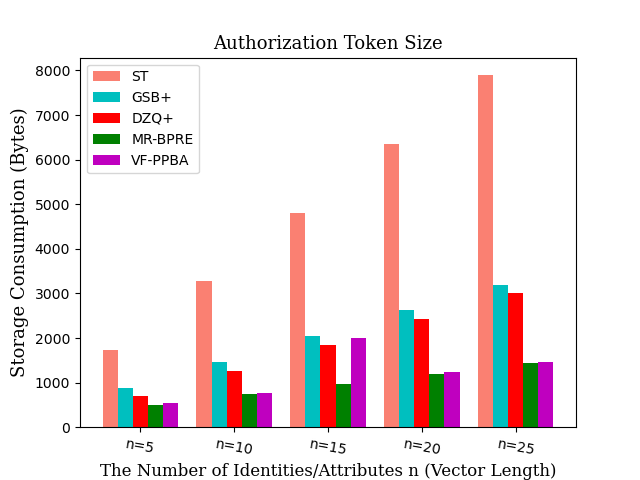 Authorization Token Size
ST
GSB+
DZQ+
MR-BPRE
VF-PPBA
Storage Consumption (Bytes)
8000
7000
6000
5000
4000
3000
2000
1000
0
n=5
n=10
n=15
n=20
n=25
The Number of Identities/Attributes n (Vector Length)